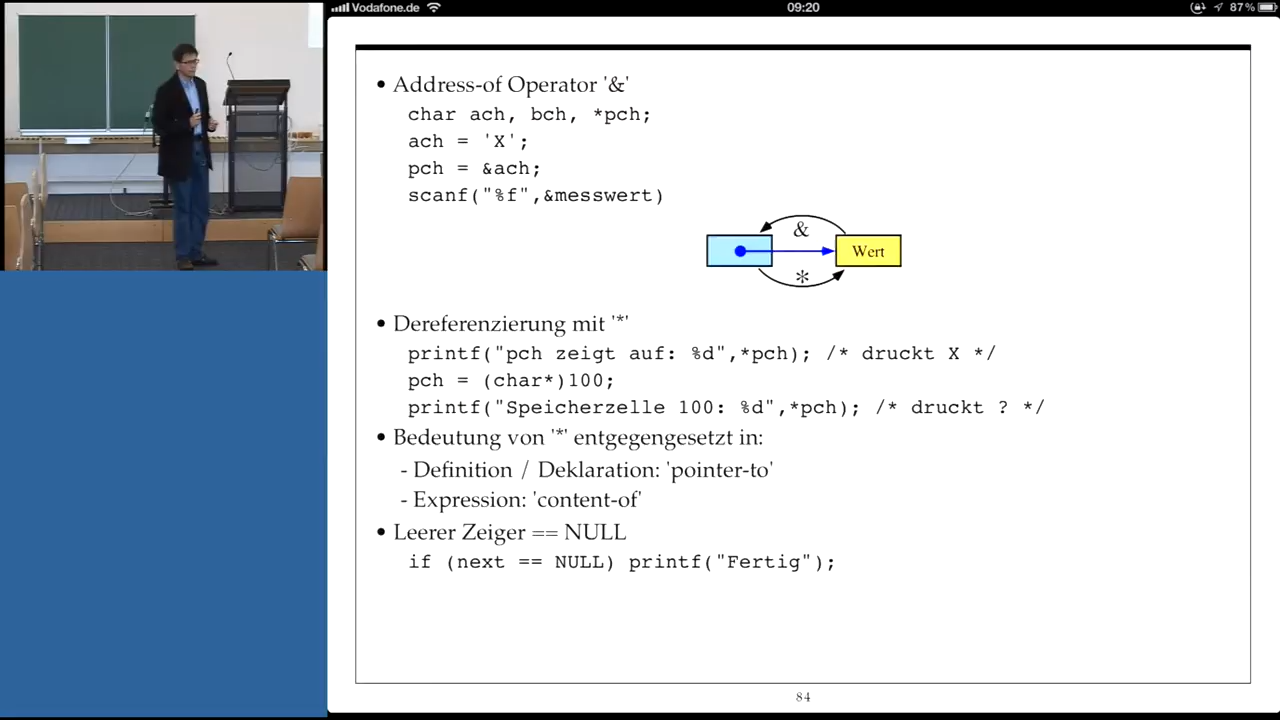 Vodafone.de
09:20
87%
• Address-of Operator '&'
char ach, bch, *pch;
ach = 'X';
pch = &ach;
scanf("%f",&messwert)
&
Wert
*
• Dereferenzierung mit '*'
printf("pch zeigt auf: %d",*pch); /* druckt X */
pch = (char*)100;
printf("Speicherzelle 100: %d",*pch); /* druckt ? */
• Bedeutung von '*' entgegengesetzt in:
- Definition / Deklaration: 'pointer-to'
- Expression: 'content-of'
• Leerer Zeiger == NULL
if (next == NULL) printf("Fertig");
84